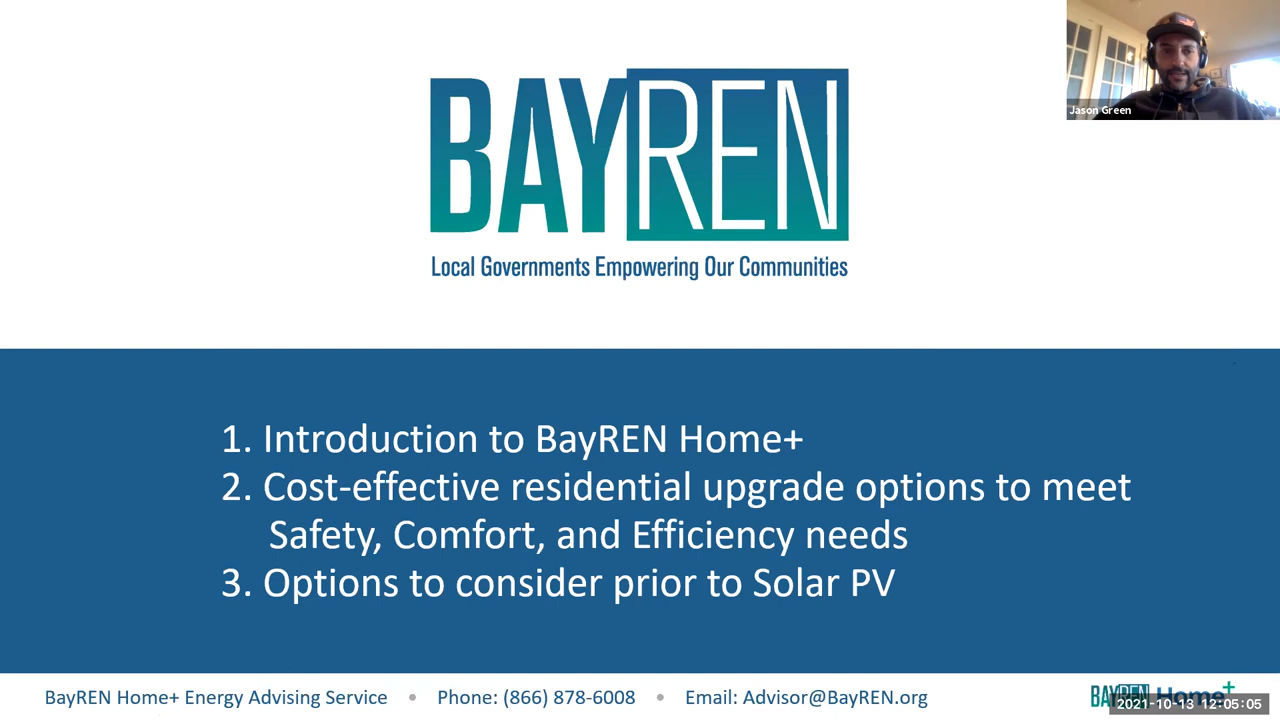 Jason Green
BAYREN
Local Governments Empowering Our Communities
1. Introduction to BayREN Home+
2. Cost-effective residential upgrade options to meet
Safety, Comfort, and Efficiency needs
3. Options to consider prior to Solar PV
BayREN Home+ Energy Advising Service • Phone: (866) 878-6008 • Email: Advisor@BayREN.org
BAYREN Home+
2021-10-13 12:05:05